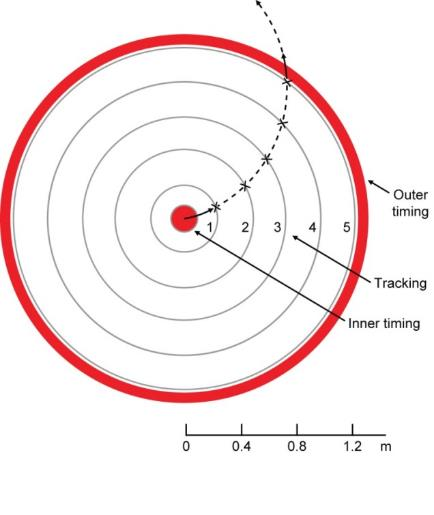 1 2 3 4 5
Outer
timing
Tracking
Inner timing
0 0.4 0.8 1.2 m